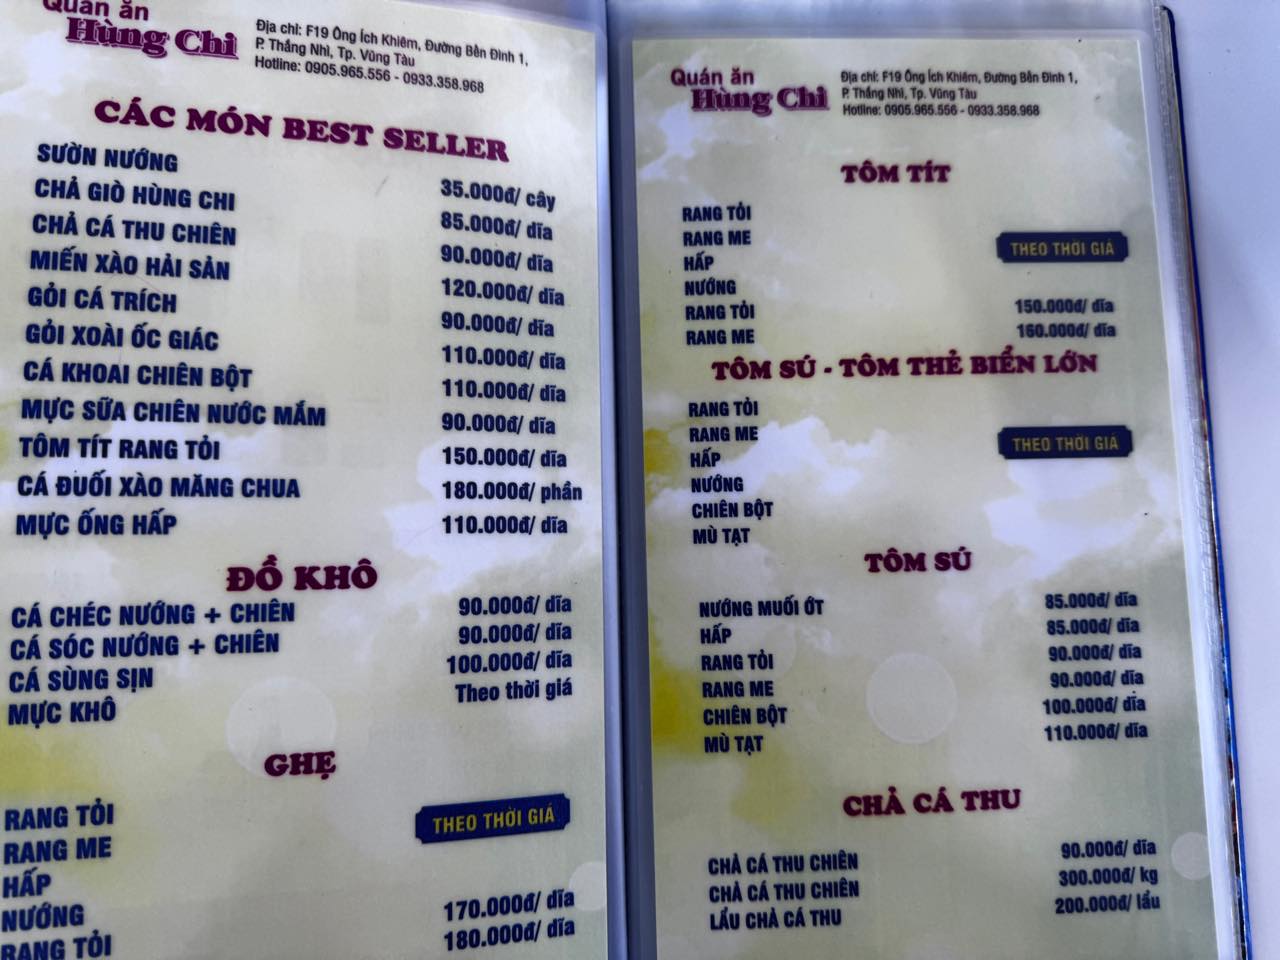 Quán ăn
Hùng Chi
Địa chỉ: F19 Ông Ích Khiêm, Đường Bến Đình 1,
P. Thắng Nhì, Tp. Vũng Tàu
Hotline: 0905.965.556 - 0933.358.968
CÁC MÓN BEST SELLER
SƯỜN NƯỚNG 35.000đ/ cây
CHẢ GIÒ HÙNG CHI 85.000đ/ dĩa
CHẢ CÁ THU CHIÊN 90.000đ/ dĩa
MIẾN XÀO HẢI SẢN 120.000đ/ dĩa
GỎI CÁ TRÍCH 90.000đ/ dĩa
GỎI XOÀI ỐC GIÁC 110.000đ/ dĩa
CÁ KHOAI CHIÊN BỘT 110.000đ/ dĩa
MỰC SỮA CHIÊN NƯỚC MẮM 90.000đ/ dĩa
TÔM TÍT RANG TỎI 150.000đ/ dĩa
CÁ ĐUỐI XÀO MĂNG CHUA 180.000đ/ phần
MỰC ỐNG HẤP 110.000đ/ dĩa
ĐỒ KHÔ
CÁ CHÉC NƯỚNG + CHIÊN 90.000đ/ dĩa
CÁ SÓC NƯỚNG + CHIÊN 90.000đ/ dĩa
CÁ SÙNG SỊN 100.000đ/ dĩa
MỰC KHÔ Theo thời giá
GHẸ
RANG TỎI
RANG ME
THEO THỜI GIÁ
HẤP
NƯỚNG
RANG TỎI 170.000đ/ dĩa
180.000đ/ dĩa
Quán ăn
Hùng Chi
Địa chỉ: F19 Ông Ích Khiêm, Đường Bến Đình 1,
P. Thắng Nhì, Tp. Vũng Tàu
Hotline: 0905.965.556 - 0933.358.968
TÔM TÍT
RANG TỎI
RANG ME
THEO THỜI GIÁ
HẤP
NƯỚNG
RANG TỎI 150.000đ/ dĩa
RANG ME 160.000đ/ dĩa
TÔM SÚ - TÔM THẺ BIỂN LỚN
RANG TỎI
RANG ME
THEO THỜI GIÁ
HẤP
NƯỚNG
CHIÊN BỘT
MÙ TẠT
TÔM SÚ
NƯỚNG MUỐI ỚT 85.000đ/ dĩa
HẤP 85.000đ/ dĩa
RANG TỎI 90.000đ/ dĩa
RANG ME 90.000đ/ dĩa
CHIÊN BỘT 100.000đ/ dĩa
MÙ TẠT 110.000đ/ dĩa
CHẢ CÁ THU
CHẢ CÁ THU CHIÊN 90.000đ/ dĩa
CHẢ CÁ THU CHIÊN 300.000đ/ kg
LẨU CHẢ CÁ THU 200.000đ/ lẩu